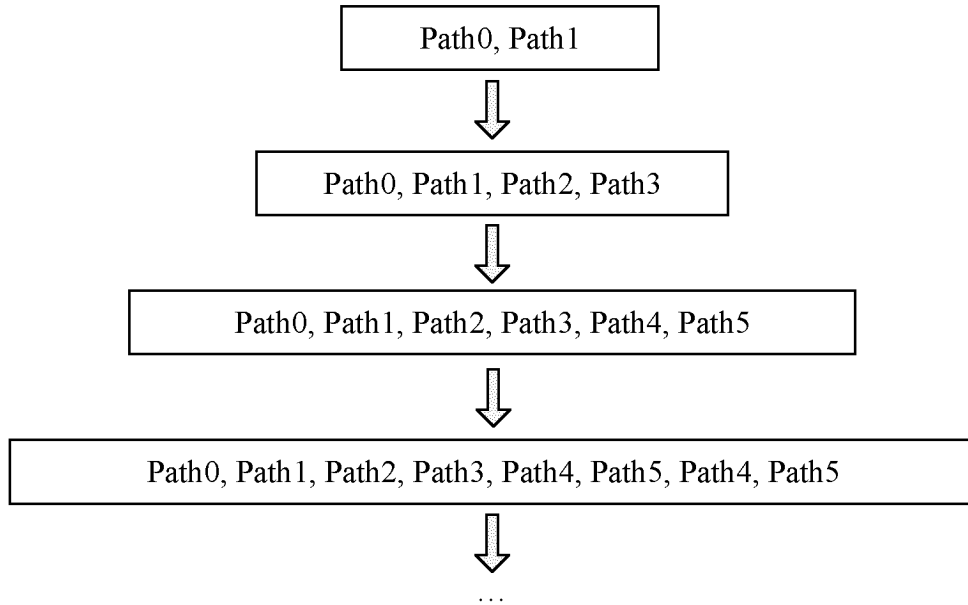 Path0, Path1
Path0, Path1, Path2, Path3
Path0, Path1, Path2, Path3, Path4, Path5
Path0, Path1, Path2, Path3, Path4, Path5, Path4, Path5
...